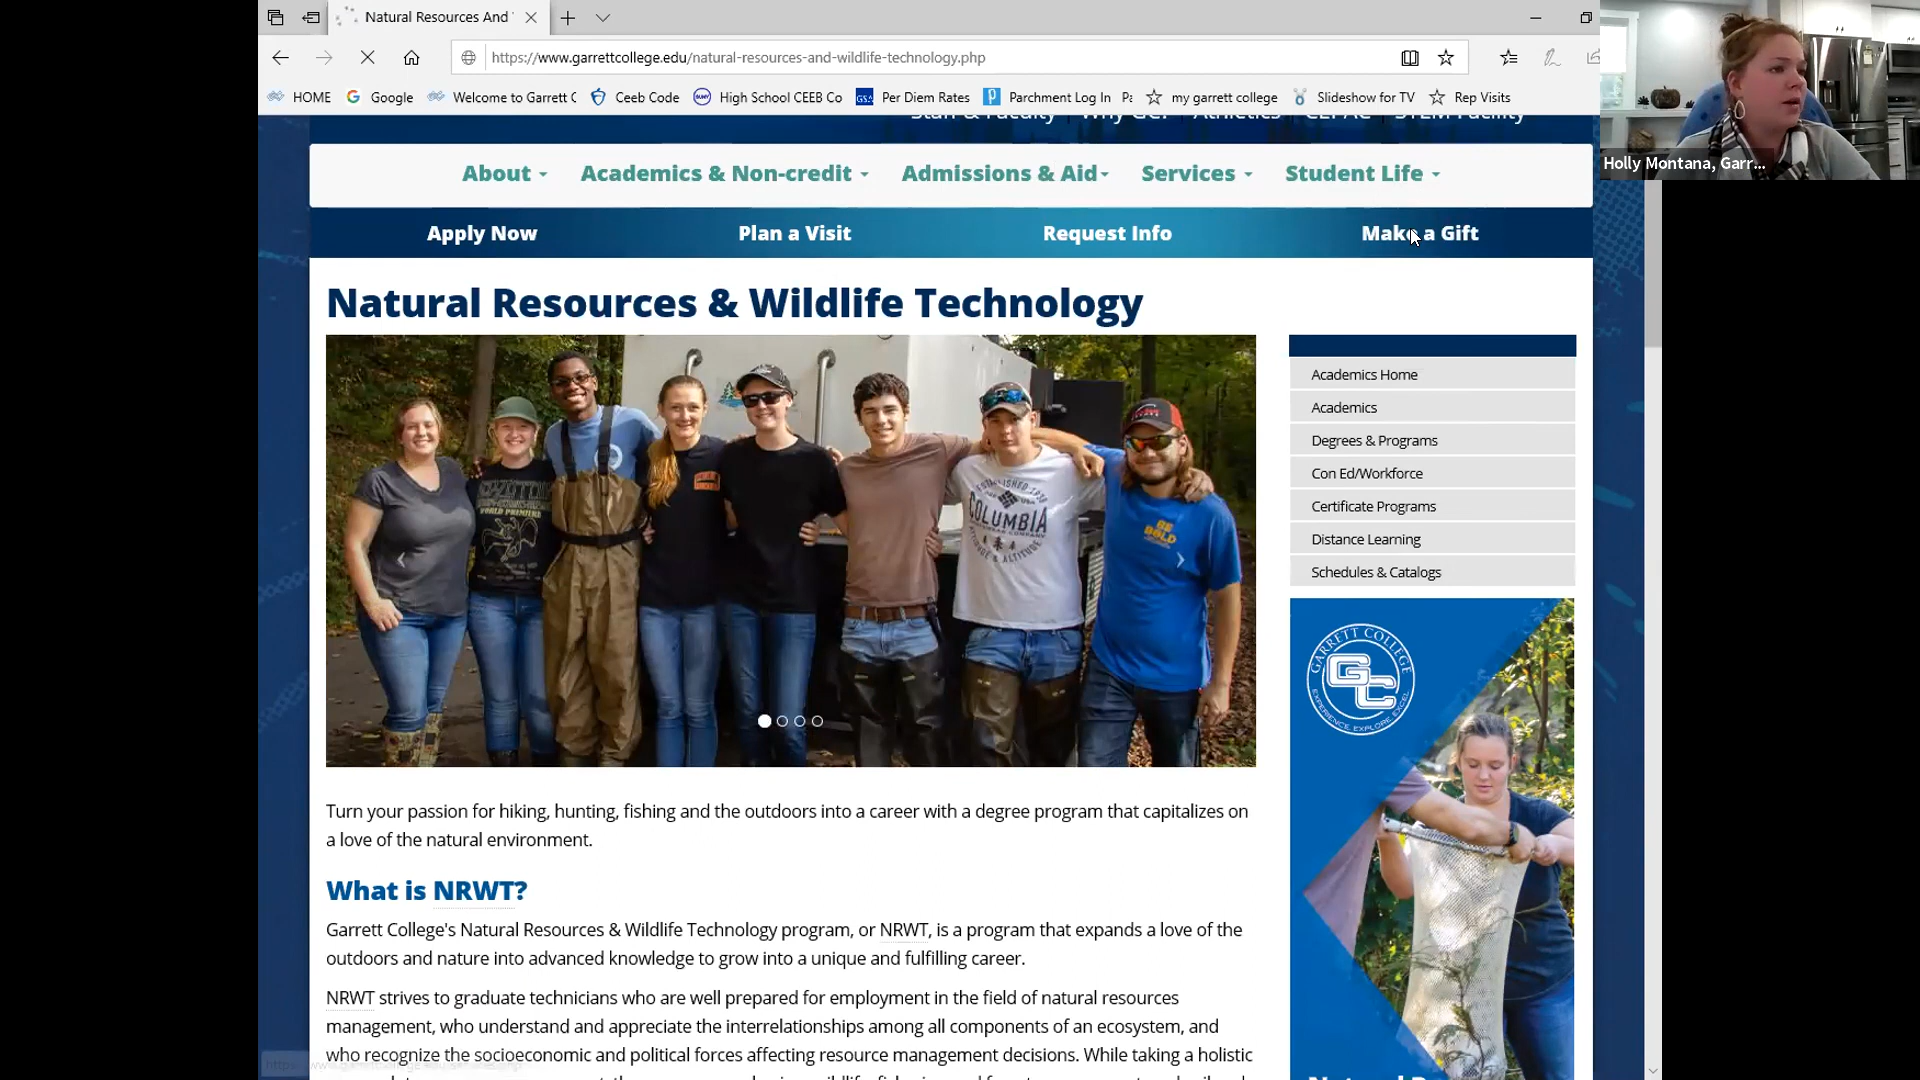 Natural Resources And
https://www.garrettcollege.edu/natural-resources-and-wildlife-technology.php
HOME Google Welcome to Garrett C Ceeb Code High School CEEB Co Per Diem Rates Parchment Log In Pa my garrett college Slideshow for TV Rep Visits
Holly Montana, Garr...
Staff & Faculty Why GC? Athletics CEPAC STEM Facility
About Academics & Non-credit Admissions & Aid Services Student Life
Apply Now Plan a Visit Request Info Make a Gift
Natural Resources & Wildlife Technology
COLUMBIA
BE BOLD
WORLD PREMIERE
Academics Home
Academics
Degrees & Programs
Con Ed/Workforce
Certificate Programs
Distance Learning
Schedules & Catalogs
GARRETT COLLEGE
GC
EXPERIENCE. EXPLORE. EXCEL.
Turn your passion for hiking, hunting, fishing and the outdoors into a career with a degree program that capitalizes on
a love of the natural environment.
What is NRWT?
Garrett College's Natural Resources & Wildlife Technology program, or NRWT, is a program that expands a love of the
outdoors and nature into advanced knowledge to grow into a unique and fulfilling career.
NRWT strives to graduate technicians who are well prepared for employment in the field of natural resources
management, who understand and appreciate the interrelationships among all components of an ecosystem, and
who recognize the socioeconomic and political forces affecting resource management decisions. While taking a holistic